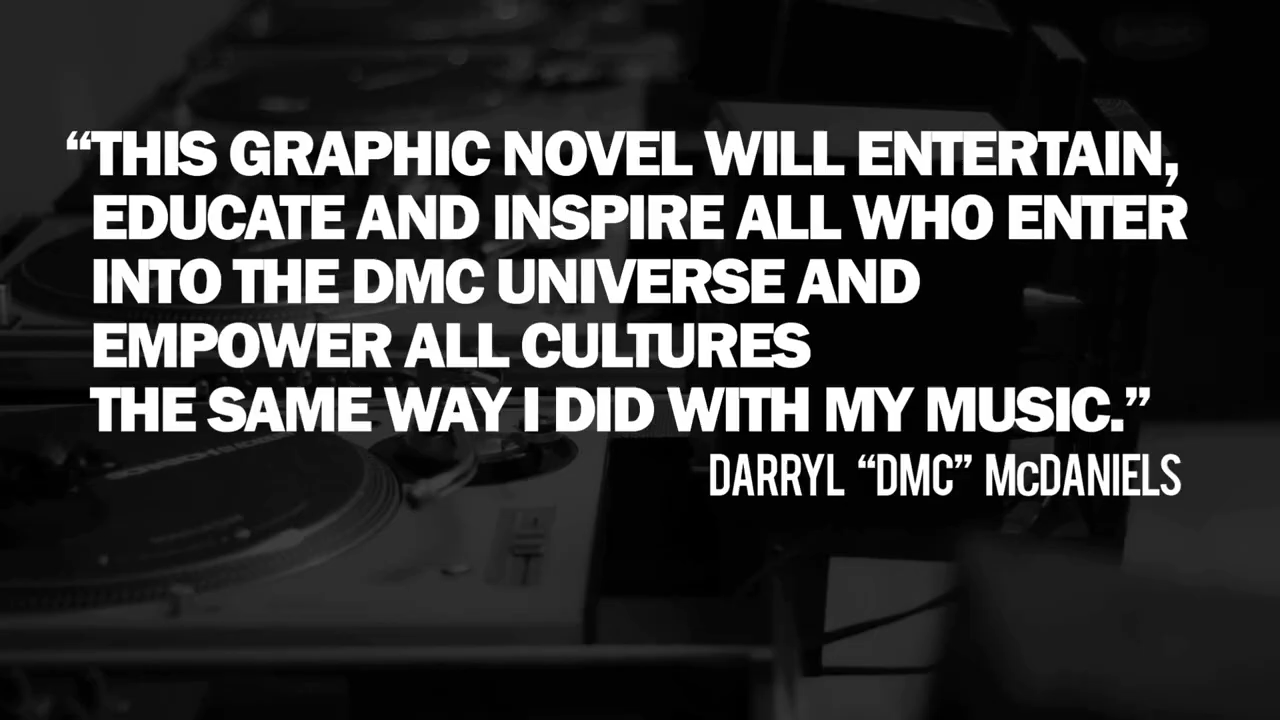 “THIS GRAPHIC NOVEL WILL ENTERTAIN,
EDUCATE AND INSPIRE ALL WHO ENTER
INTO THE DMC UNIVERSE AND
EMPOWER ALL CULTURES
THE SAME WAY I DID WITH MY MUSIC.”
DARRYL “DMC” McDANIELS